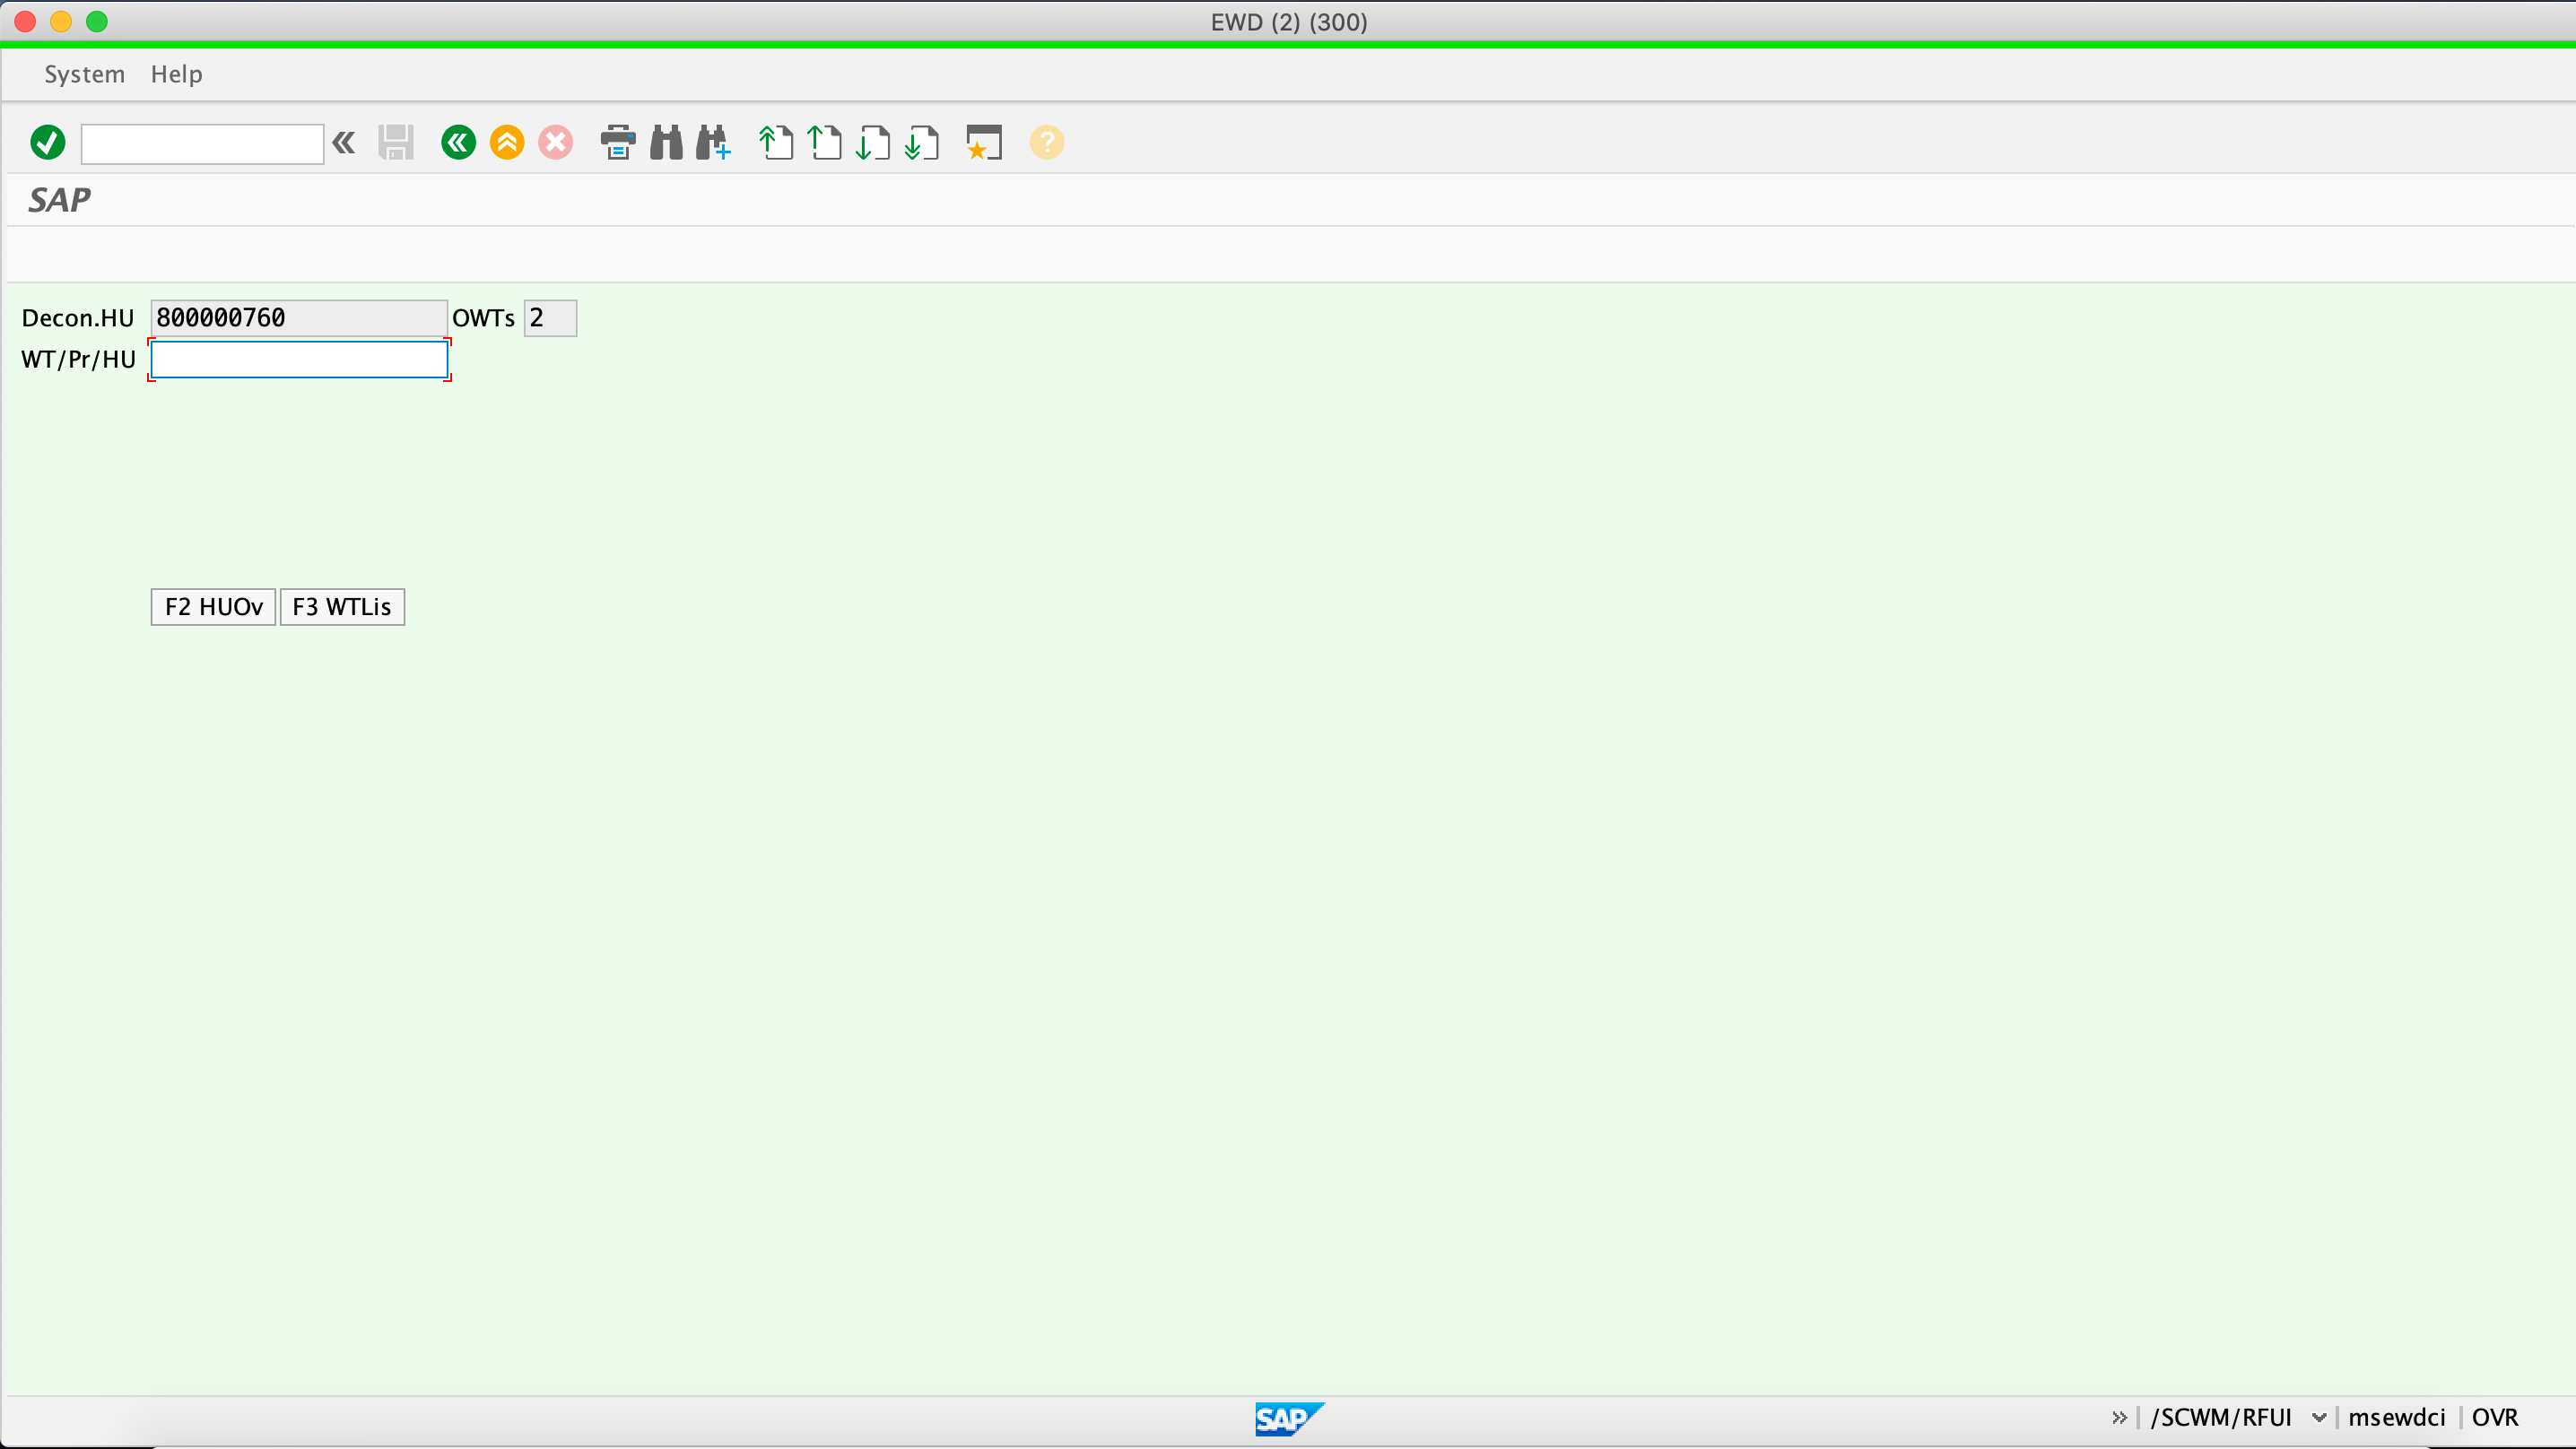 EWD (2) (300)
System Help
SAP
Decon.HU 800000760 OWTs 2
WT/Pr/HU
F2 HUOv F3 WTLis
SAP /SCWM/RFUI msewdci OVR